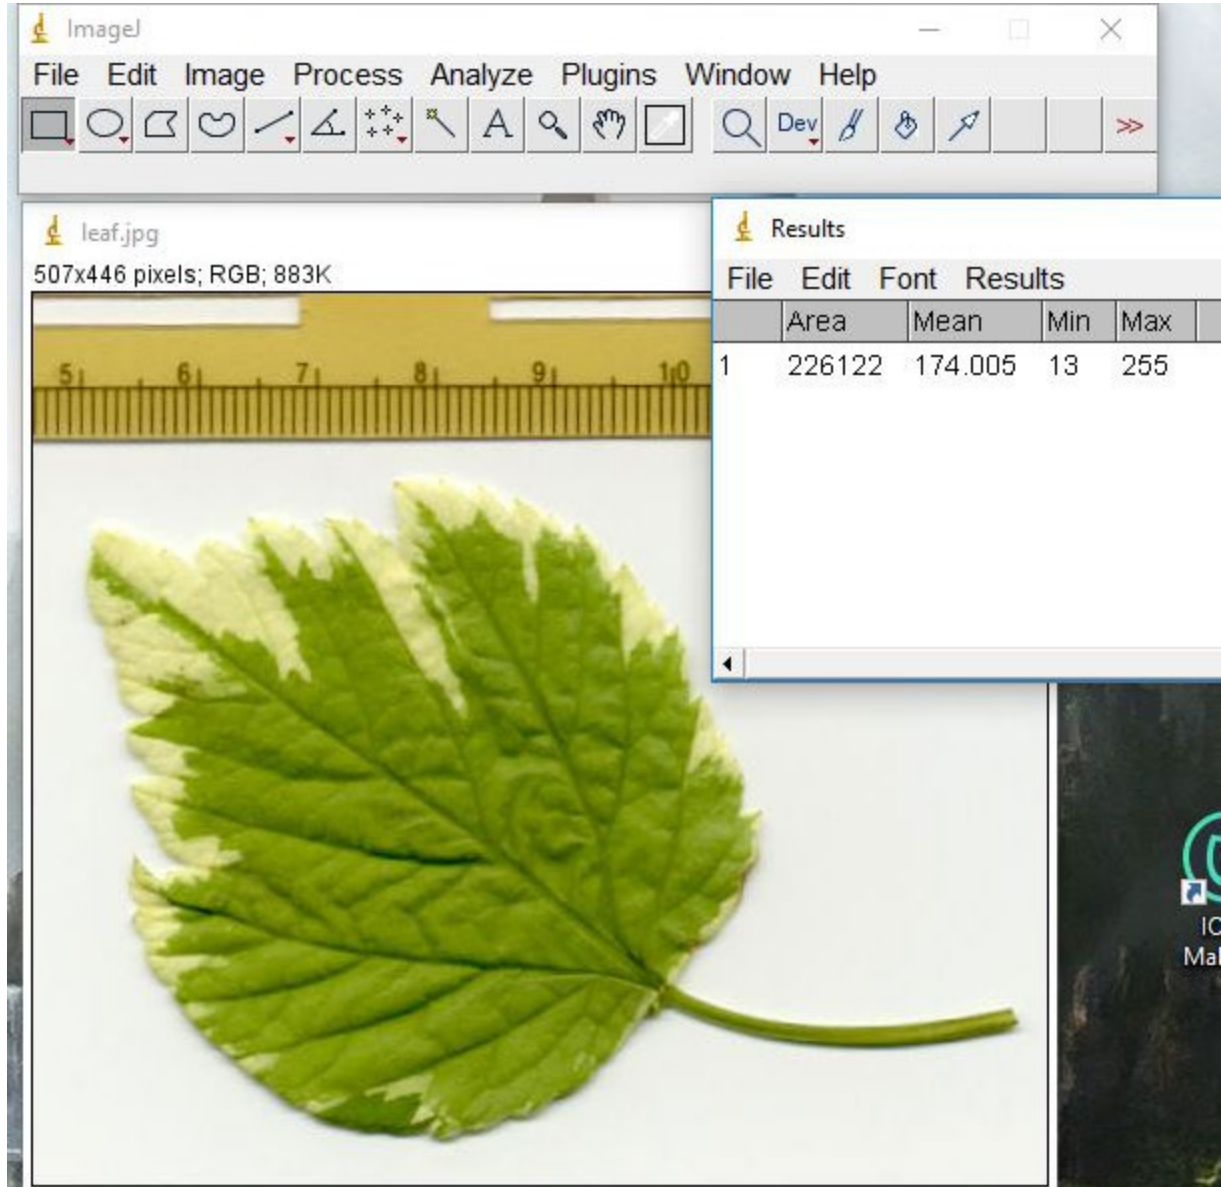 ImageJ
File Edit Image Process Analyze Plugins Window Help
A Dev >>
leaf.jpg
507x446 pixels; RGB; 883K
5 6 7 8 9 10
Results
File Edit Font Results
Area Mean Min Max
1 226122 174.005 13 255